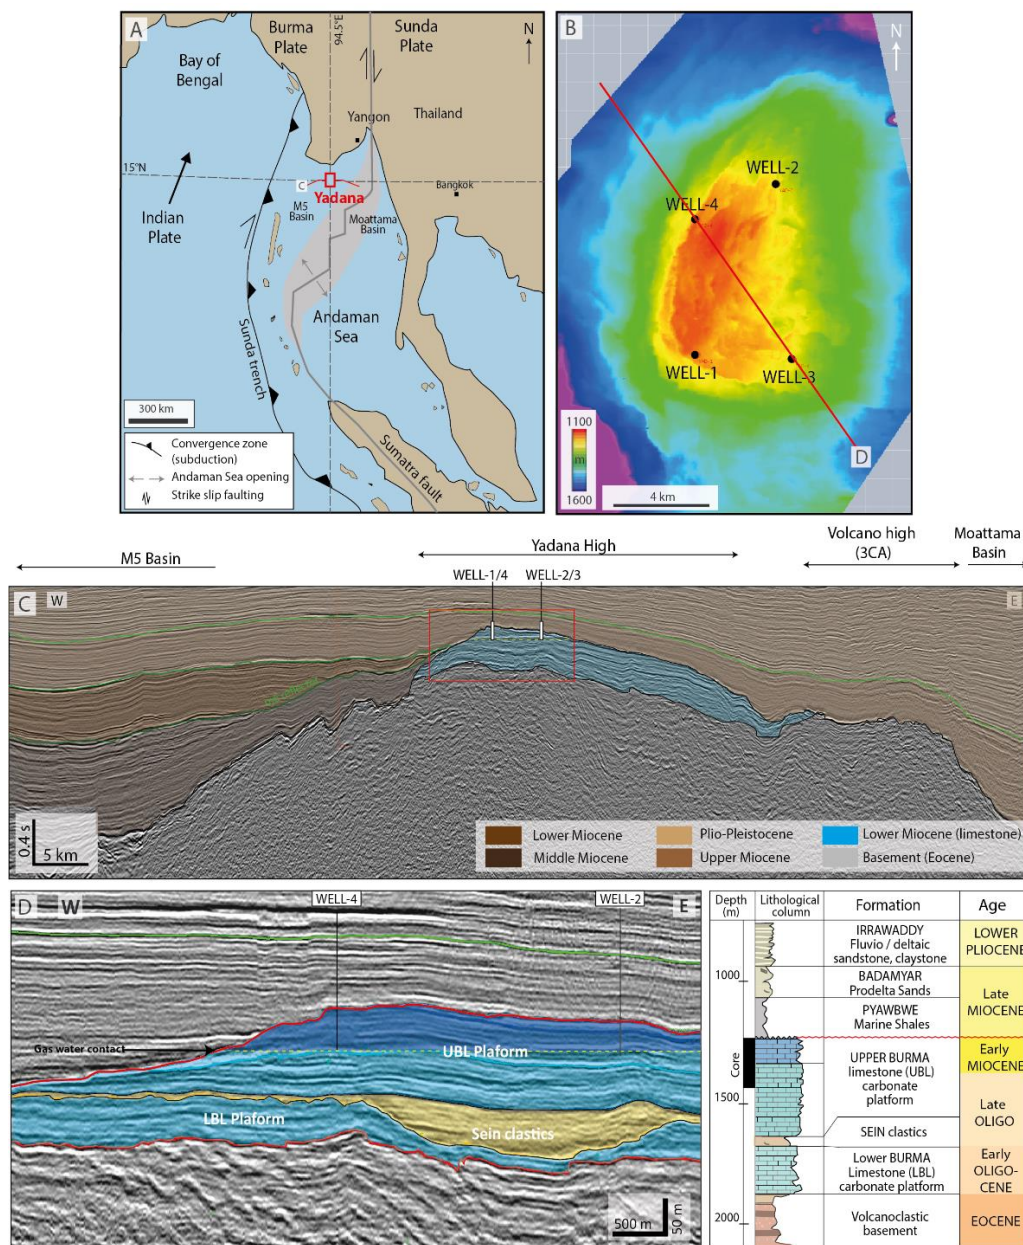 A
Burma
Plate
94.5°E
Sunda
Plate
N
Bay of
Bengal
Yangon
Thailand
15°N
C
Yadana
Bangkok
M5
Basin
Moattama
Basin
Indian
Plate
Andaman
Sea
Sunda trench
Sumatra fault
300 km
Convergence zone
(subduction)
Andaman Sea opening
Strike slip faulting
B
N
WELL-2
WELL-4
WELL-1
WELL-3
D
1100
m
1600
4 km
M5 Basin
Yadana High
Volcano high
(3CA)
Moattama
Basin
WELL-1/4
WELL-2/3
C
W
E
0.4 s
5 km
Lower Miocene
Plio-Pleistocene
Lower Miocene (limestone)
Middle Miocene
Upper Miocene
Basement (Eocene)
D
W
WELL-4
WELL-2
E
Gas water contact
UBL Plaform
LBL Plaform
Sein clastics
500 m
50 m
Depth
(m)
Lithological
column
Formation
Age
1000
1500
2000
Core
IRRAWADDY
Fluvio / deltaic
sandstone, claystone
LOWER
PLIOCENE
BADAMYAR
Prodelta Sands
PYAWBWE
Marine Shales
Late
MIOCENE
UPPER BURMA
limestone (UBL)
carbonate
platform
Early
MIOCENE
SEIN clastics
Late
OLIGO
Lower BURMA
Limestone (LBL)
carbonate platform
Early
OLIGO-
CENE
Volcanoclastic
basement
EOCENE